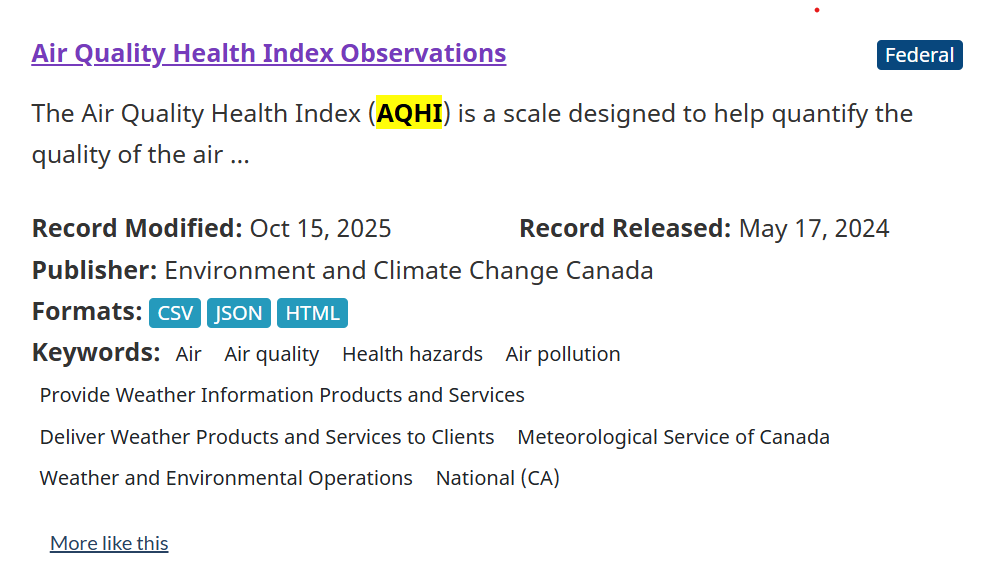 Air Quality Health Index Observations Federal
The Air Quality Health Index (AQHI) is a scale designed to help quantify the
quality of the air ...
Record Modified: Oct 15, 2025 Record Released: May 17, 2024
Publisher: Environment and Climate Change Canada
Formats: CSV JSON HTML
Keywords: Air Air quality Health hazards Air pollution
Provide Weather Information Products and Services
Deliver Weather Products and Services to Clients Meteorological Service of Canada
Weather and Environmental Operations National (CA)
More like this